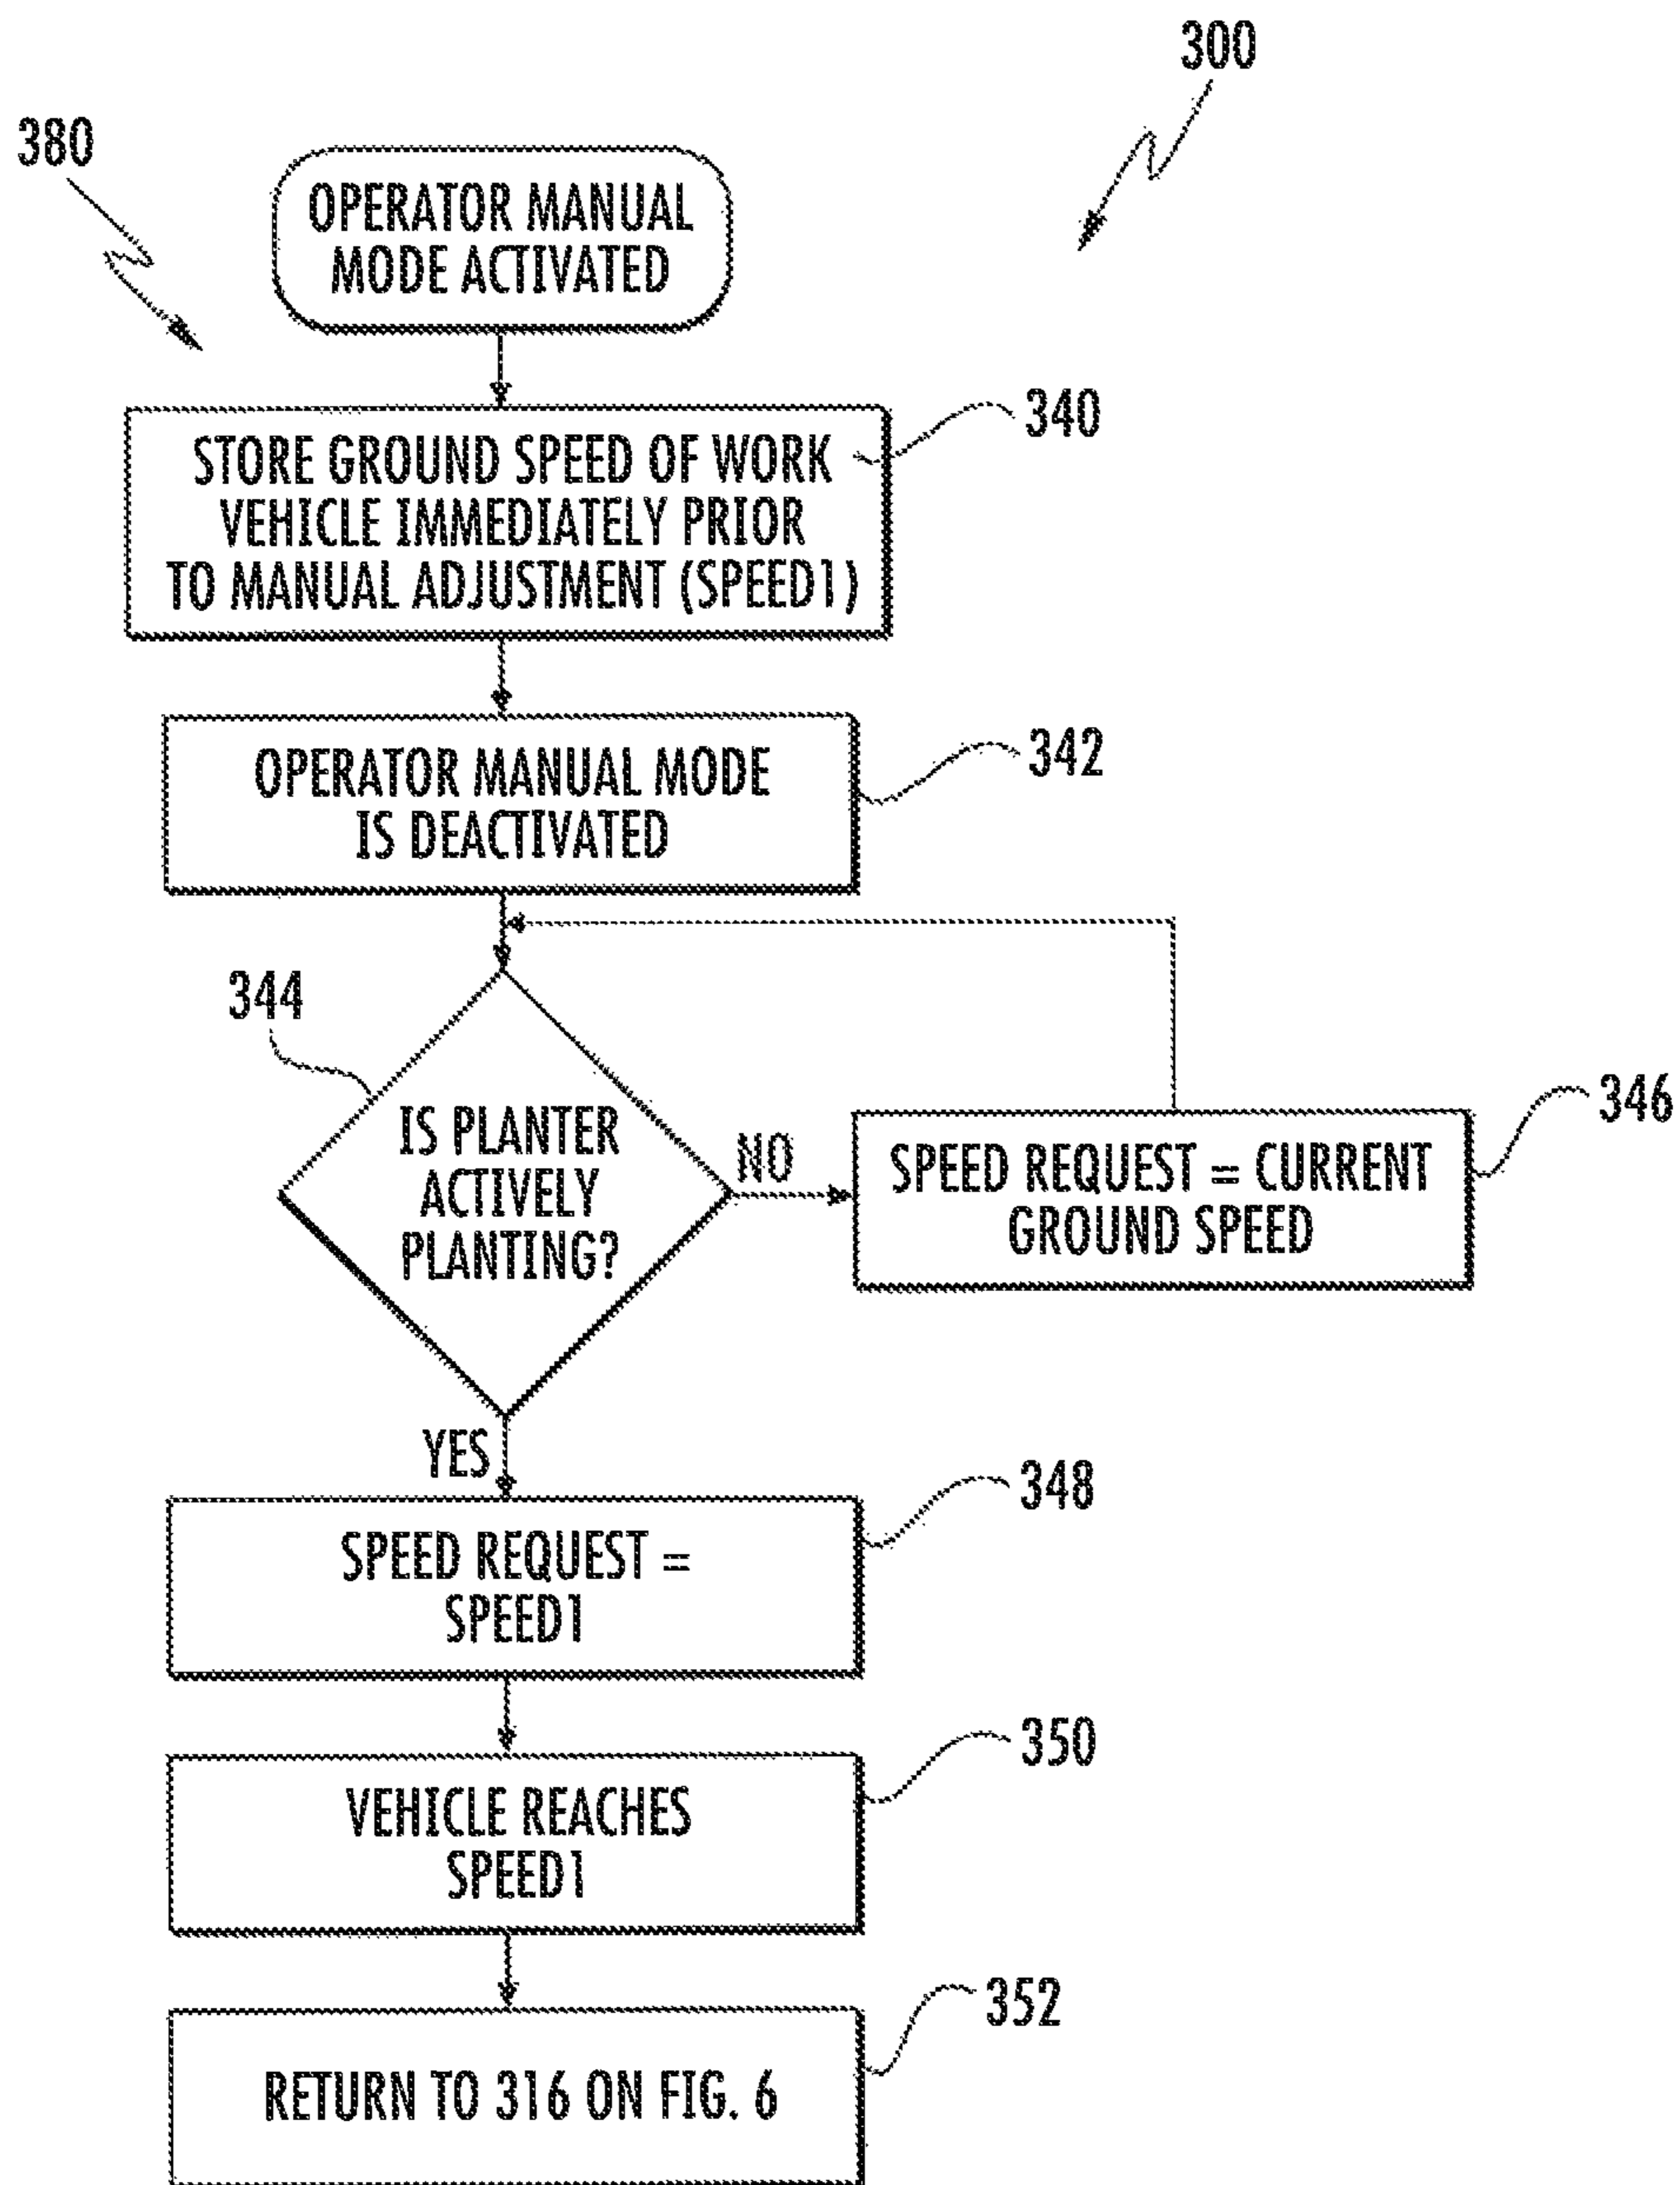 300
380
OPERATOR MANUAL
MODE ACTIVATED
340
STORE GROUND SPEED OF WORK
VEHICLE IMMEDIATELY PRIOR
TO MANUAL ADJUSTMENT (SPEED1)
342
OPERATOR MANUAL MODE
IS DEACTIVATED
344
IS PLANTER
ACTIVELY
PLANTING?
NO
346
SPEED REQUEST = CURRENT
GROUND SPEED
YES
348
SPEED REQUEST =
SPEED1
350
VEHICLE REACHES
SPEED1
352
RETURN TO 316 ON FIG. 6